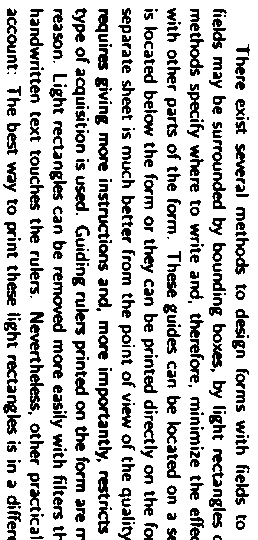 There exist several methods to design forms with fields to
fields may be surrounded by bounding boxes, by light rectangles
methods specify where to write and, therefore, minimize the effec
with other parts of the form. These guides can be located on a s
is located below the form or they can be printed directly on the fo
separate sheet is much better from the point of view of the quality
requires giving more instructions and, more importantly, restricts
type of acquisition is used. Guiding rulers printed on the form are m
reason. Light rectangles can be removed more easily with filters th
handwritten text touches the rulers. Nevertheless, other practical
account: The best way to print these light rectangles is in a differe